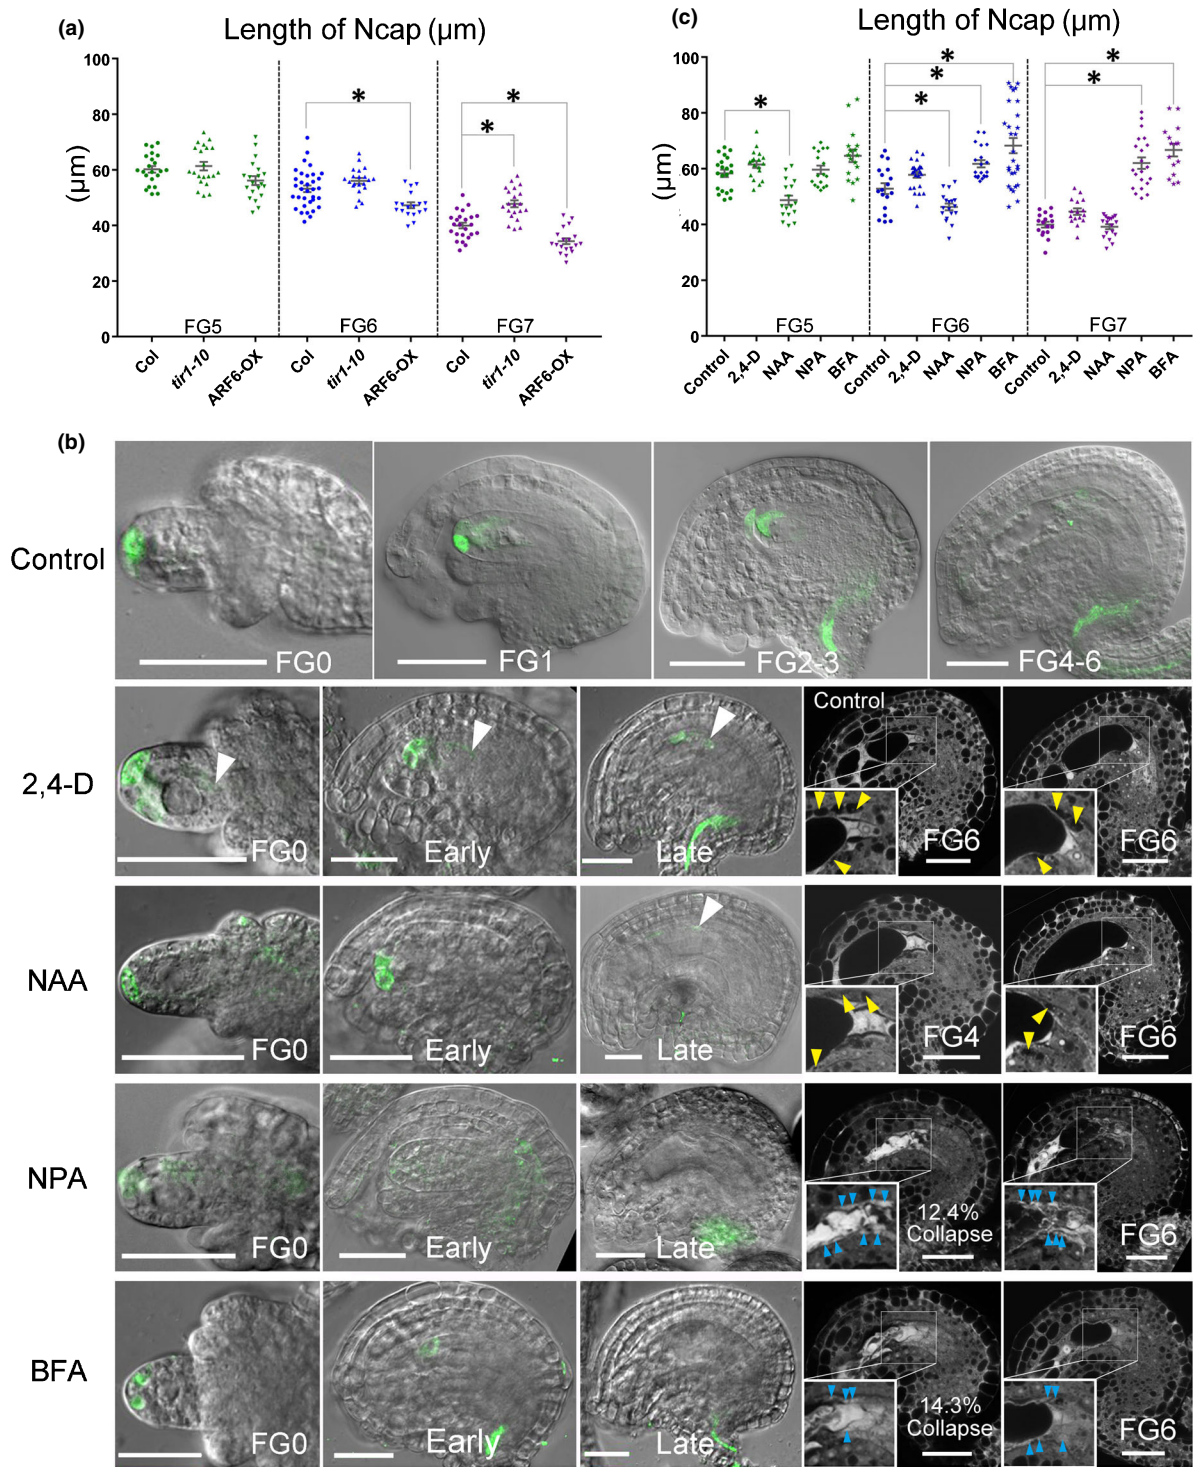 (a)
Length of Ncap (μm)
100
80
60
40
20
0
(μm)
*
*
*
FG5
FG6
FG7
Col
tir1-10
ARF6-OX
Col
tir1-10
ARF6-OX
Col
tir1-10
ARF6-OX
(c)
Length of Ncap (μm)
100
80
60
40
20
0
(μm)
*
*
*
*
*
*
FG5
FG6
FG7
Control
2,4-D
NAA
NPA
BFA
Control
2,4-D
NAA
NPA
BFA
Control
2,4-D
NAA
NPA
BFA
(b)
Control
FG0
FG1
FG2-3
FG4-6
2,4-D
FG0
Early
Late
Control
FG6
FG6
NAA
FG0
Early
Late
FG4
FG6
NPA
FG0
Early
Late
12.4%
Collapse
FG6
BFA
FG0
Early
Late
14.3%
Collapse
FG6